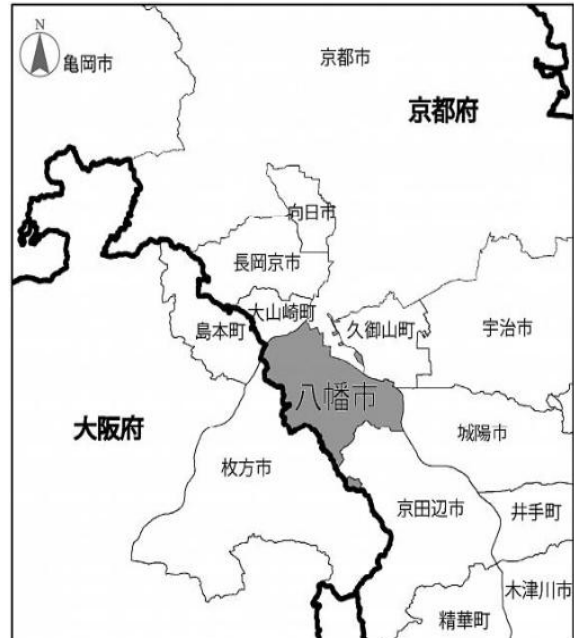 N
亀岡市
京都市
京都府
向日市
長岡京市
大山崎町
島本町
久御山町
宇治市
八幡市
大阪府
城陽市
枚方市
京田辺市
井手町
木津川市
精華町